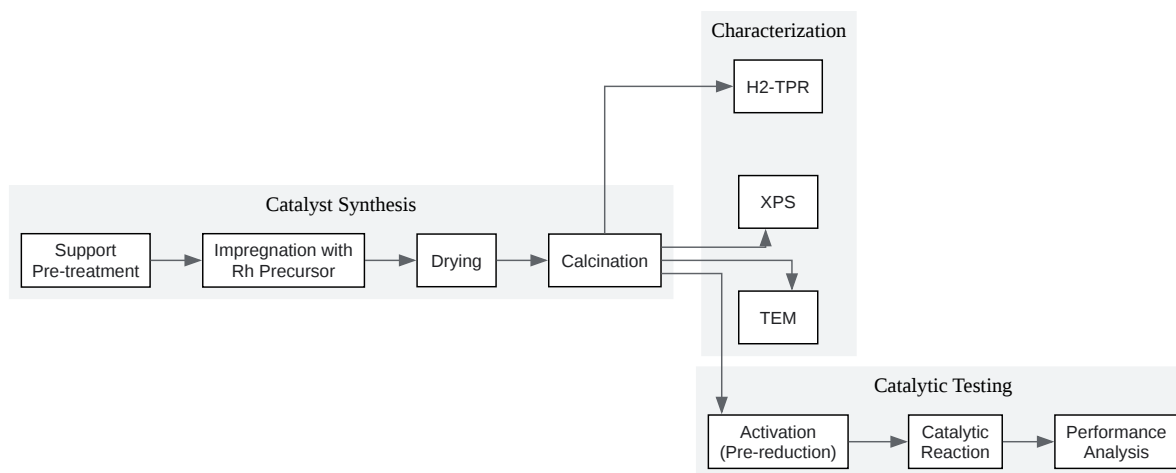 Characterization
H2-TPR
XPS
TEM
Catalyst Synthesis
Support
Pre-treatment
Impregnation with
Rh Precursor
Drying
Calcination
Catalytic Testing
Activation
(Pre-reduction)
Catalytic
Reaction
Performance
Analysis